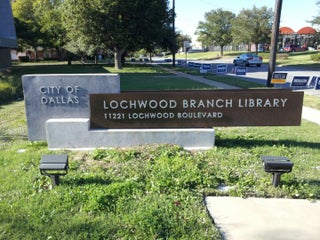 CITY OF
DALLAS
LOCHWOOD BRANCH LIBRARY
11221 LOCHWOOD BOULEVARD